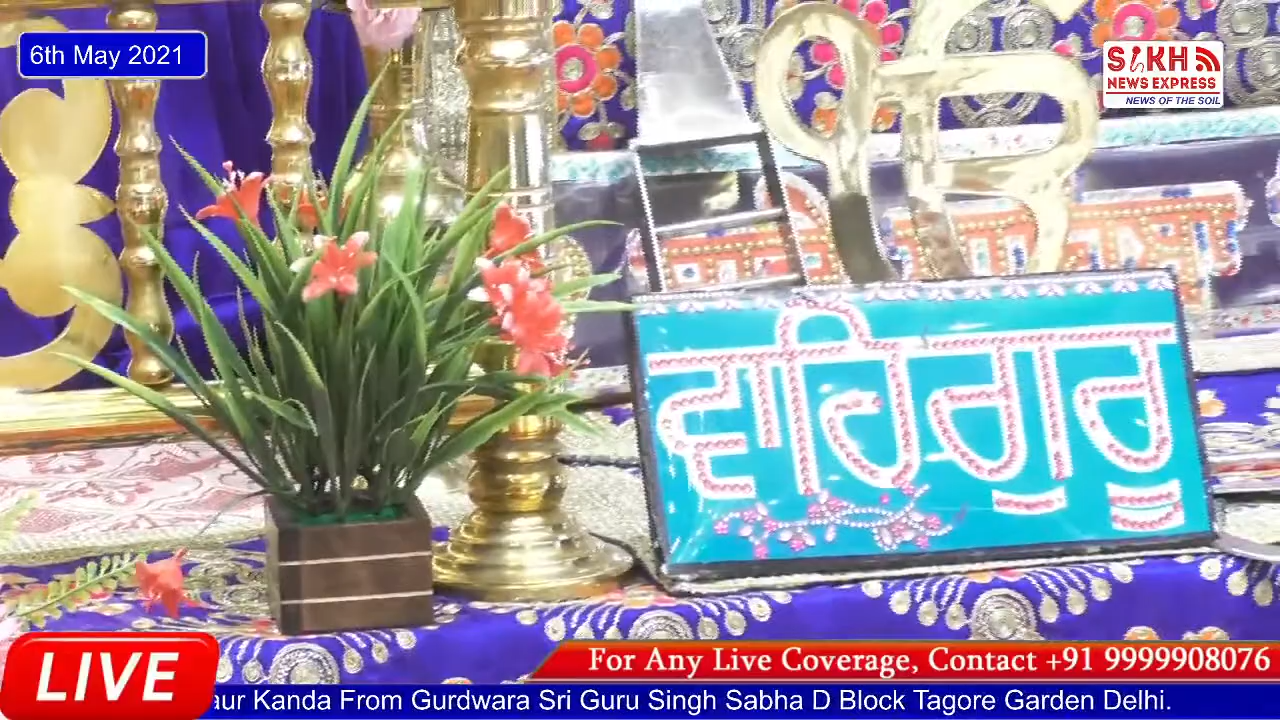 6th May 2021
SIKH
NEWS EXPRESS
NEWS OF THE SOIL
ਵਾਹਿਗੁਰੂ
For Any Live Coverage, Contact +91 9999908076
LIVE
aur Kanda From Gurdwara Sri Guru Singh Sabha D Block Tagore Garden Delhi.